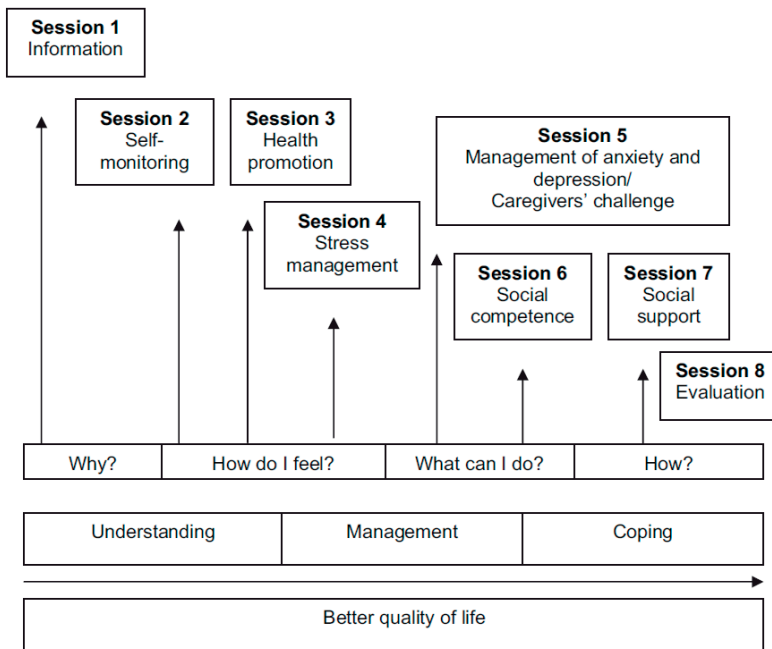 Session 1
Information
Session 2
Self-
monitoring
Session 3
Health
promotion
Session 4
Stress
management
Session 5
Management of anxiety and
depression/
Caregivers’ challenge
Session 6
Social
competence
Session 7
Social
support
Session 8
Evaluation
Why?
How do I feel?
What can I do?
How?
Understanding
Management
Coping
Better quality of life